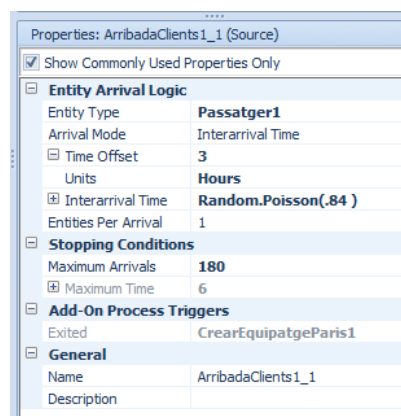 Properties: ArribadaClients1_1 (Source)
Show Commonly Used Properties Only
Entity Arrival Logic
Entity Type Passatger1
Arrival Mode Interarrival Time
Time Offset 3
Units Hours
Interarrival Time Random.Poisson(.84 )
Entities Per Arrival 1
Stopping Conditions
Maximum Arrivals 180
Maximum Time 6
Add-On Process Triggers
Exited CrearEquipatgeParis1
General
Name ArribadaClients1_1
Description